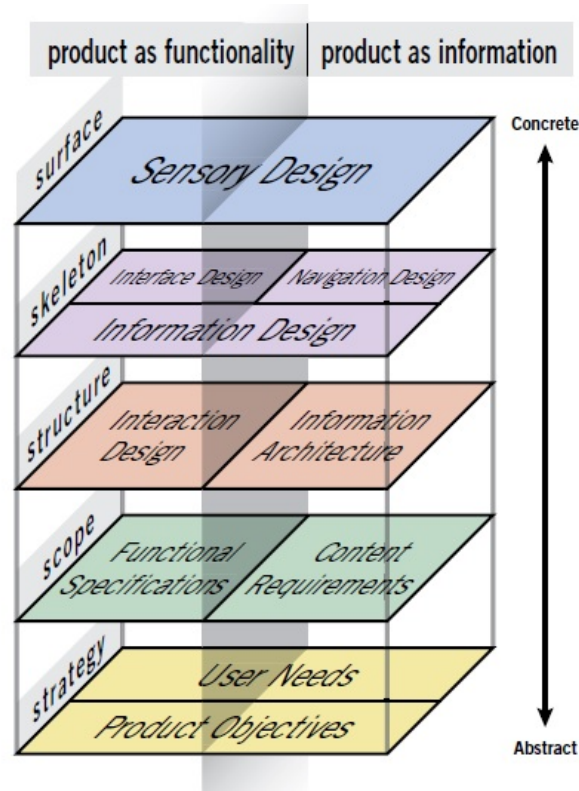 product as functionality
product as information
Concrete
surface
Sensory Design
skeleton
Interface Design
Navigation Design
Information Design
structure
Interaction
Design
Information
Architecture
scope
Functional
Specifications
Content
Requirements
strategy
User Needs
Product Objectives
Abstract